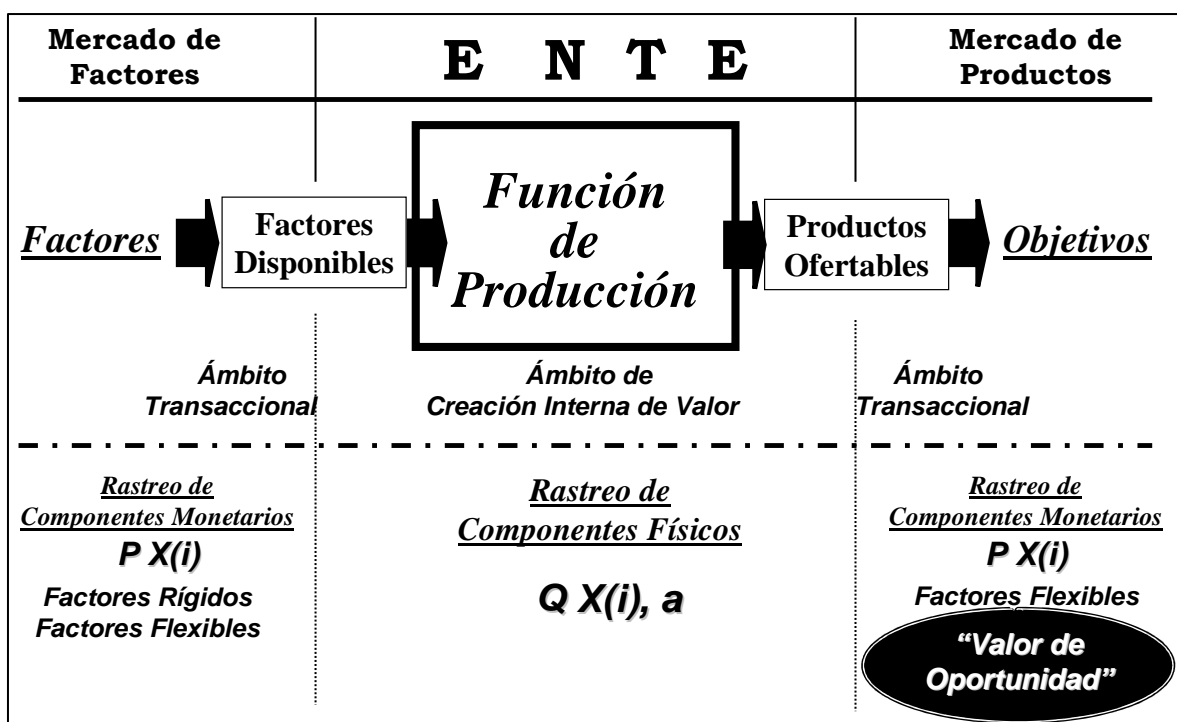 Mercado de
Factores
E N T E
Mercado de
Productos
Factores
Factores
Disponibles
Función
de
Producción
Productos
Ofertables
Objetivos
Ámbito
Transaccional
Ámbito de
Creación Interna de Valor
Ámbito
Transaccional
Rastreo de
Componentes Monetarios
P X(i)
Factores Rígidos
Factores Flexibles
Rastreo de
Componentes Físicos
Q X(i), a
Rastreo de
Componentes Monetarios
P X(i)
Factores Flexibles
“Valor de
Oportunidad”